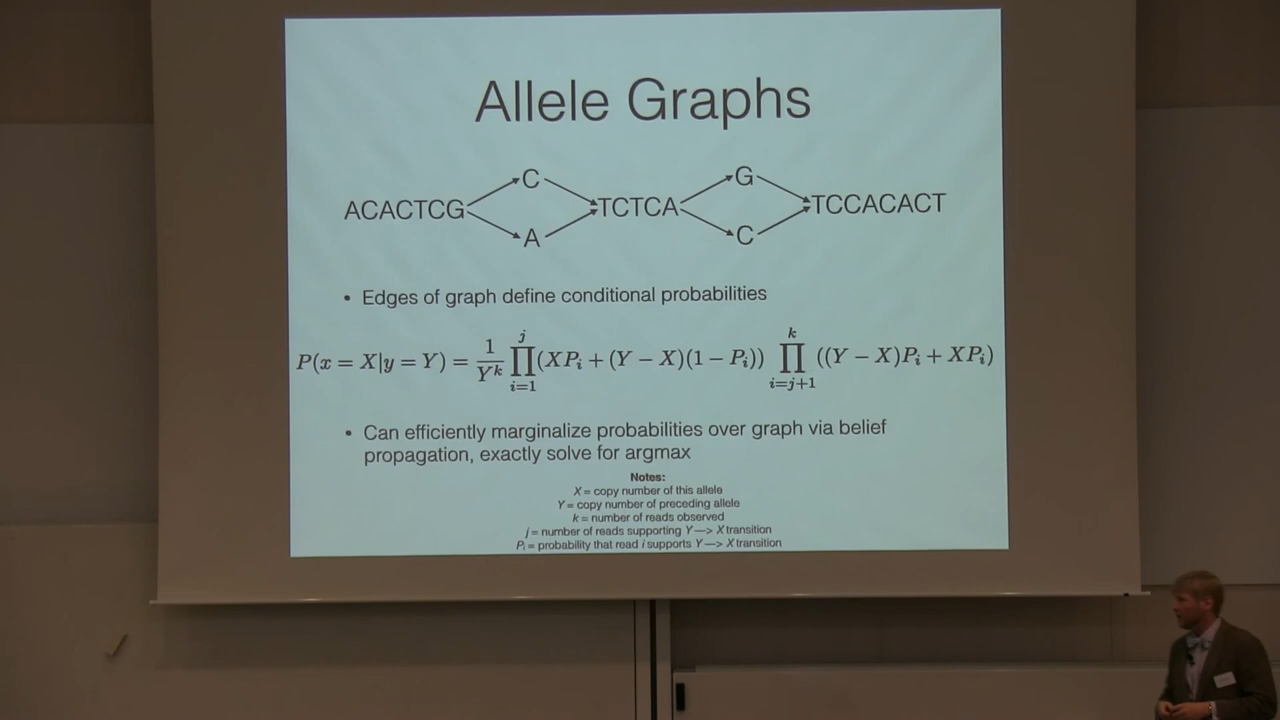 Allele Graphs
C G
ACACTCG TCTCA TCCACACT
A C
• Edges of graph define conditional probabilities
P(x = X|y = Y) = \frac{1}{Y^k} \prod_{i=1}^{j} (XP_i + (Y − X)(1 − P_i)) \prod_{i=j+1}^{k} ((Y − X)P_i + XP_i)
• Can efficiently marginalize probabilities over graph via belief
propagation, exactly solve for argmax
Notes:
X = copy number of this allele
Y = copy number of preceding allele
k = number of reads observed
j = number of reads supporting Y —> X transition
P_i = probability that read i supports Y —> X transition